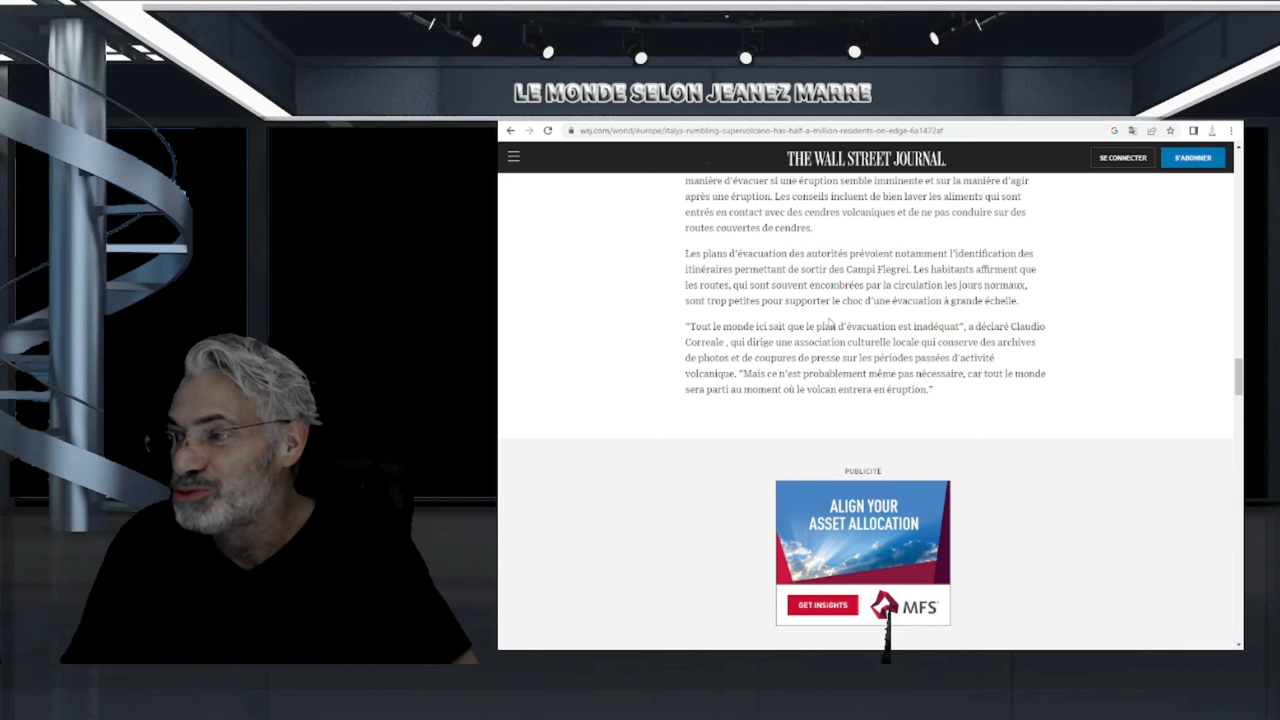 LE MONDE SELON JEANEZ MARRE
wsj.com/world/europe/italys-rumbling-supervolcano-has-half-a-million-residents-on-edge-6a1472af
THE WALL STREET JOURNAL.
SE CONNECTER
S'ABONNER
manière d'évacuer si une éruption semble imminente et sur la manière d'agir
après une éruption. Les conseils incluent de bien laver les aliments qui sont
entrés en contact avec des cendres volcaniques et de ne pas conduire sur des
routes couvertes de cendres.
Les plans d'évacuation des autorités prévoient notamment l'identification des
itinéraires permettant de sortir des Campi Flegrei. Les habitants affirment que
les routes, qui sont souvent encombrées par la circulation les jours normaux,
sont trop petites pour supporter le choc d'une évacuation à grande échelle.
"Tout le monde ici sait que le plan d'évacuation est inadéquat", a déclaré Claudio
Correale , qui dirige une association culturelle locale qui conserve des archives
de photos et de coupures de presse sur les périodes passées d'activité
volcanique. "Mais ce n'est probablement même pas nécessaire, car tout le monde
sera parti au moment où le volcan entrera en éruption."
PUBLICITÉ
ALIGN YOUR
ASSET ALLOCATION
GET INSIGHTS
MFS